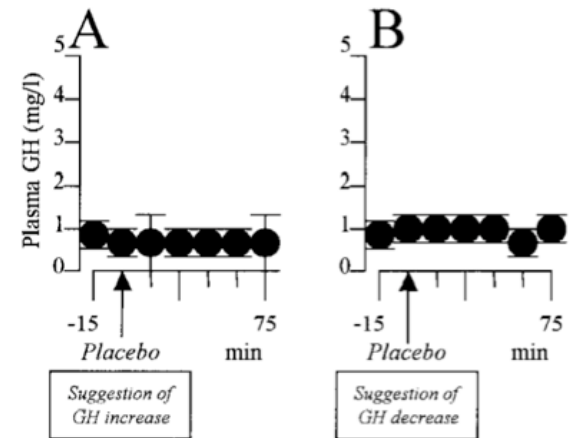 A
B
Plasma GH (mg/l)
5
4
3
2
1
0
5
4
3
2
1
0
-15
75
-15
75
Placebo
min
Placebo
min
Suggestion of
GH increase
Suggestion of
GH decrease